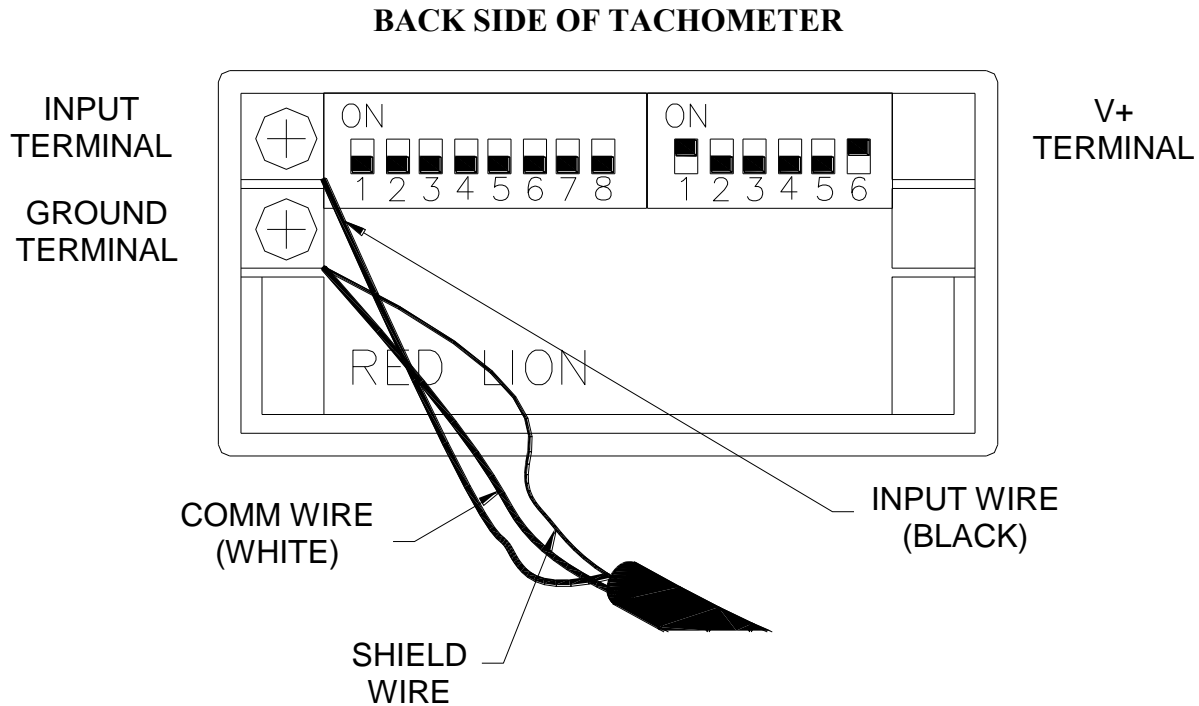 BACK SIDE OF TACHOMETER
INPUT
TERMINAL
GROUND
TERMINAL
V+
TERMINAL
ON
1 2 3 4 5 6 7 8
ON
1 2 3 4 5 6
RED LION
COMM WIRE
(WHITE)
INPUT WIRE
(BLACK)
SHIELD
WIRE